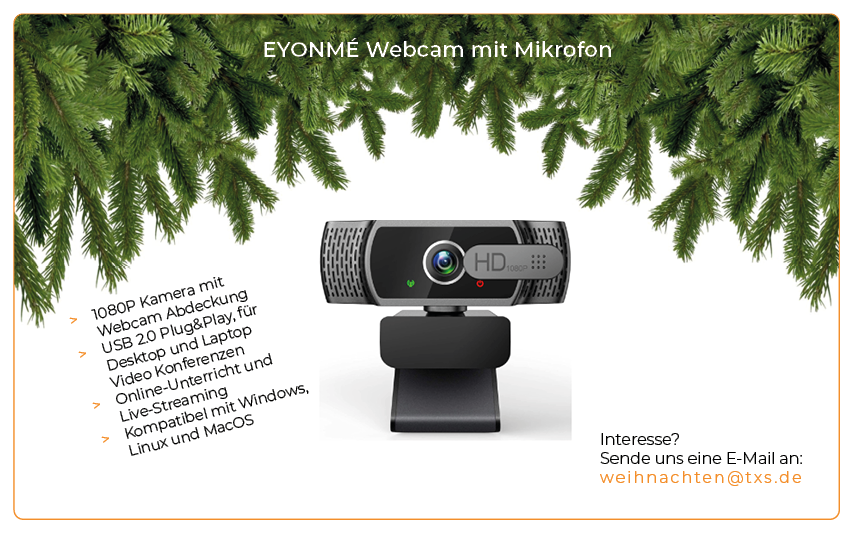 EYONMÉ Webcam mit Mikrofon
HD 1080P
> 1080P Kamera mit
Webcam Abdeckung
> USB 2.0 Plug&Play, für
Desktop und Laptop
Video Konferenzen
> Online-Unterricht und
Live-Streaming
> Kompatibel mit Windows,
Linux und MacOS
Interesse?
Sende uns eine E-Mail an:
weihnachten@txs.de